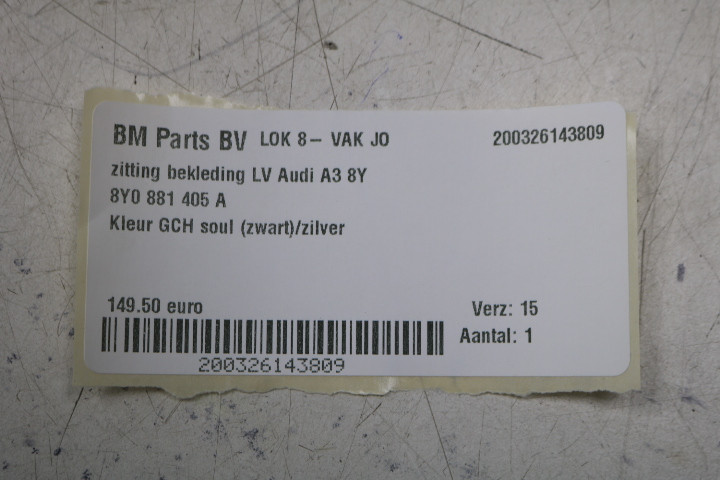 BM Parts BV LOK 8- VAK JO 200326143809
zitting bekleding LV Audi A3 8Y
8Y0 881 405 A
Kleur GCH soul (zwart)/zilver
149.50 euro Verz: 15
Aantal: 1
200326143809